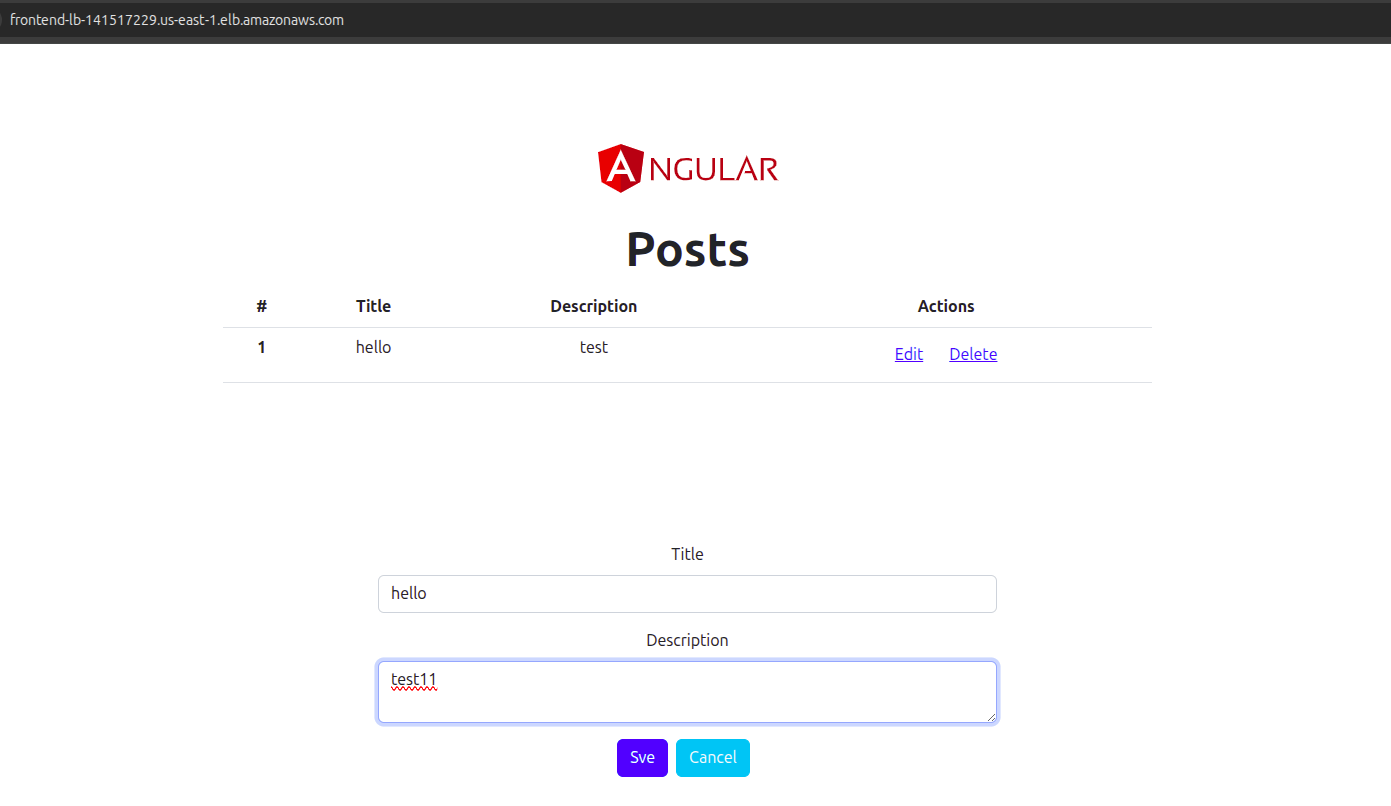 frontend-lb-141517229.us-east-1.elb.amazonaws.com
ANGULAR
Posts
# Title Description Actions
1 hello test Edit Delete
Title
hello
Description
test11
Sve Cancel